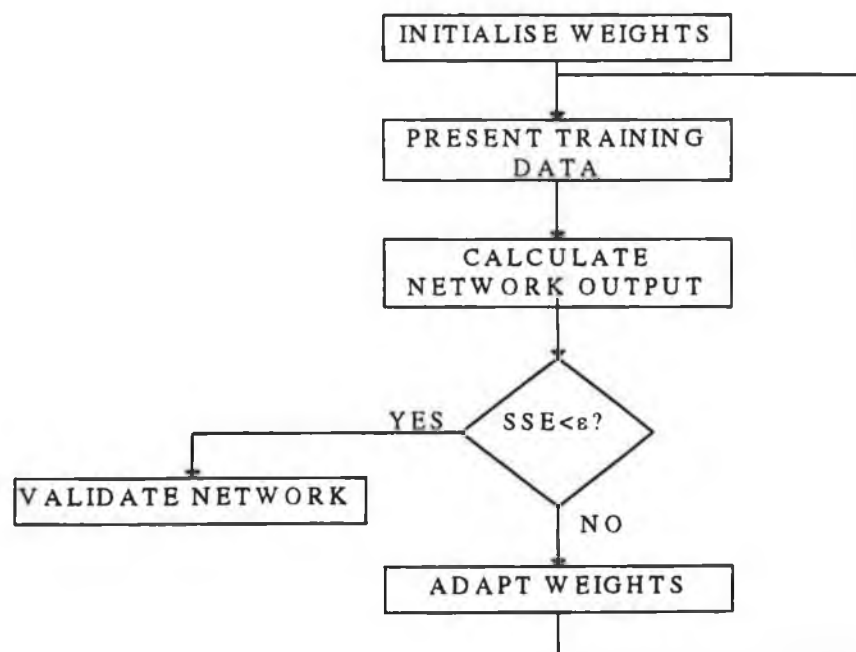 INITIALISE WEIGHTS
PRESENT TRAINING
DATA
CALCULATE
NETWORK OUTPUT
SSE<ε?
YES
VALIDATE NETWORK
NO
ADAPT WEIGHTS